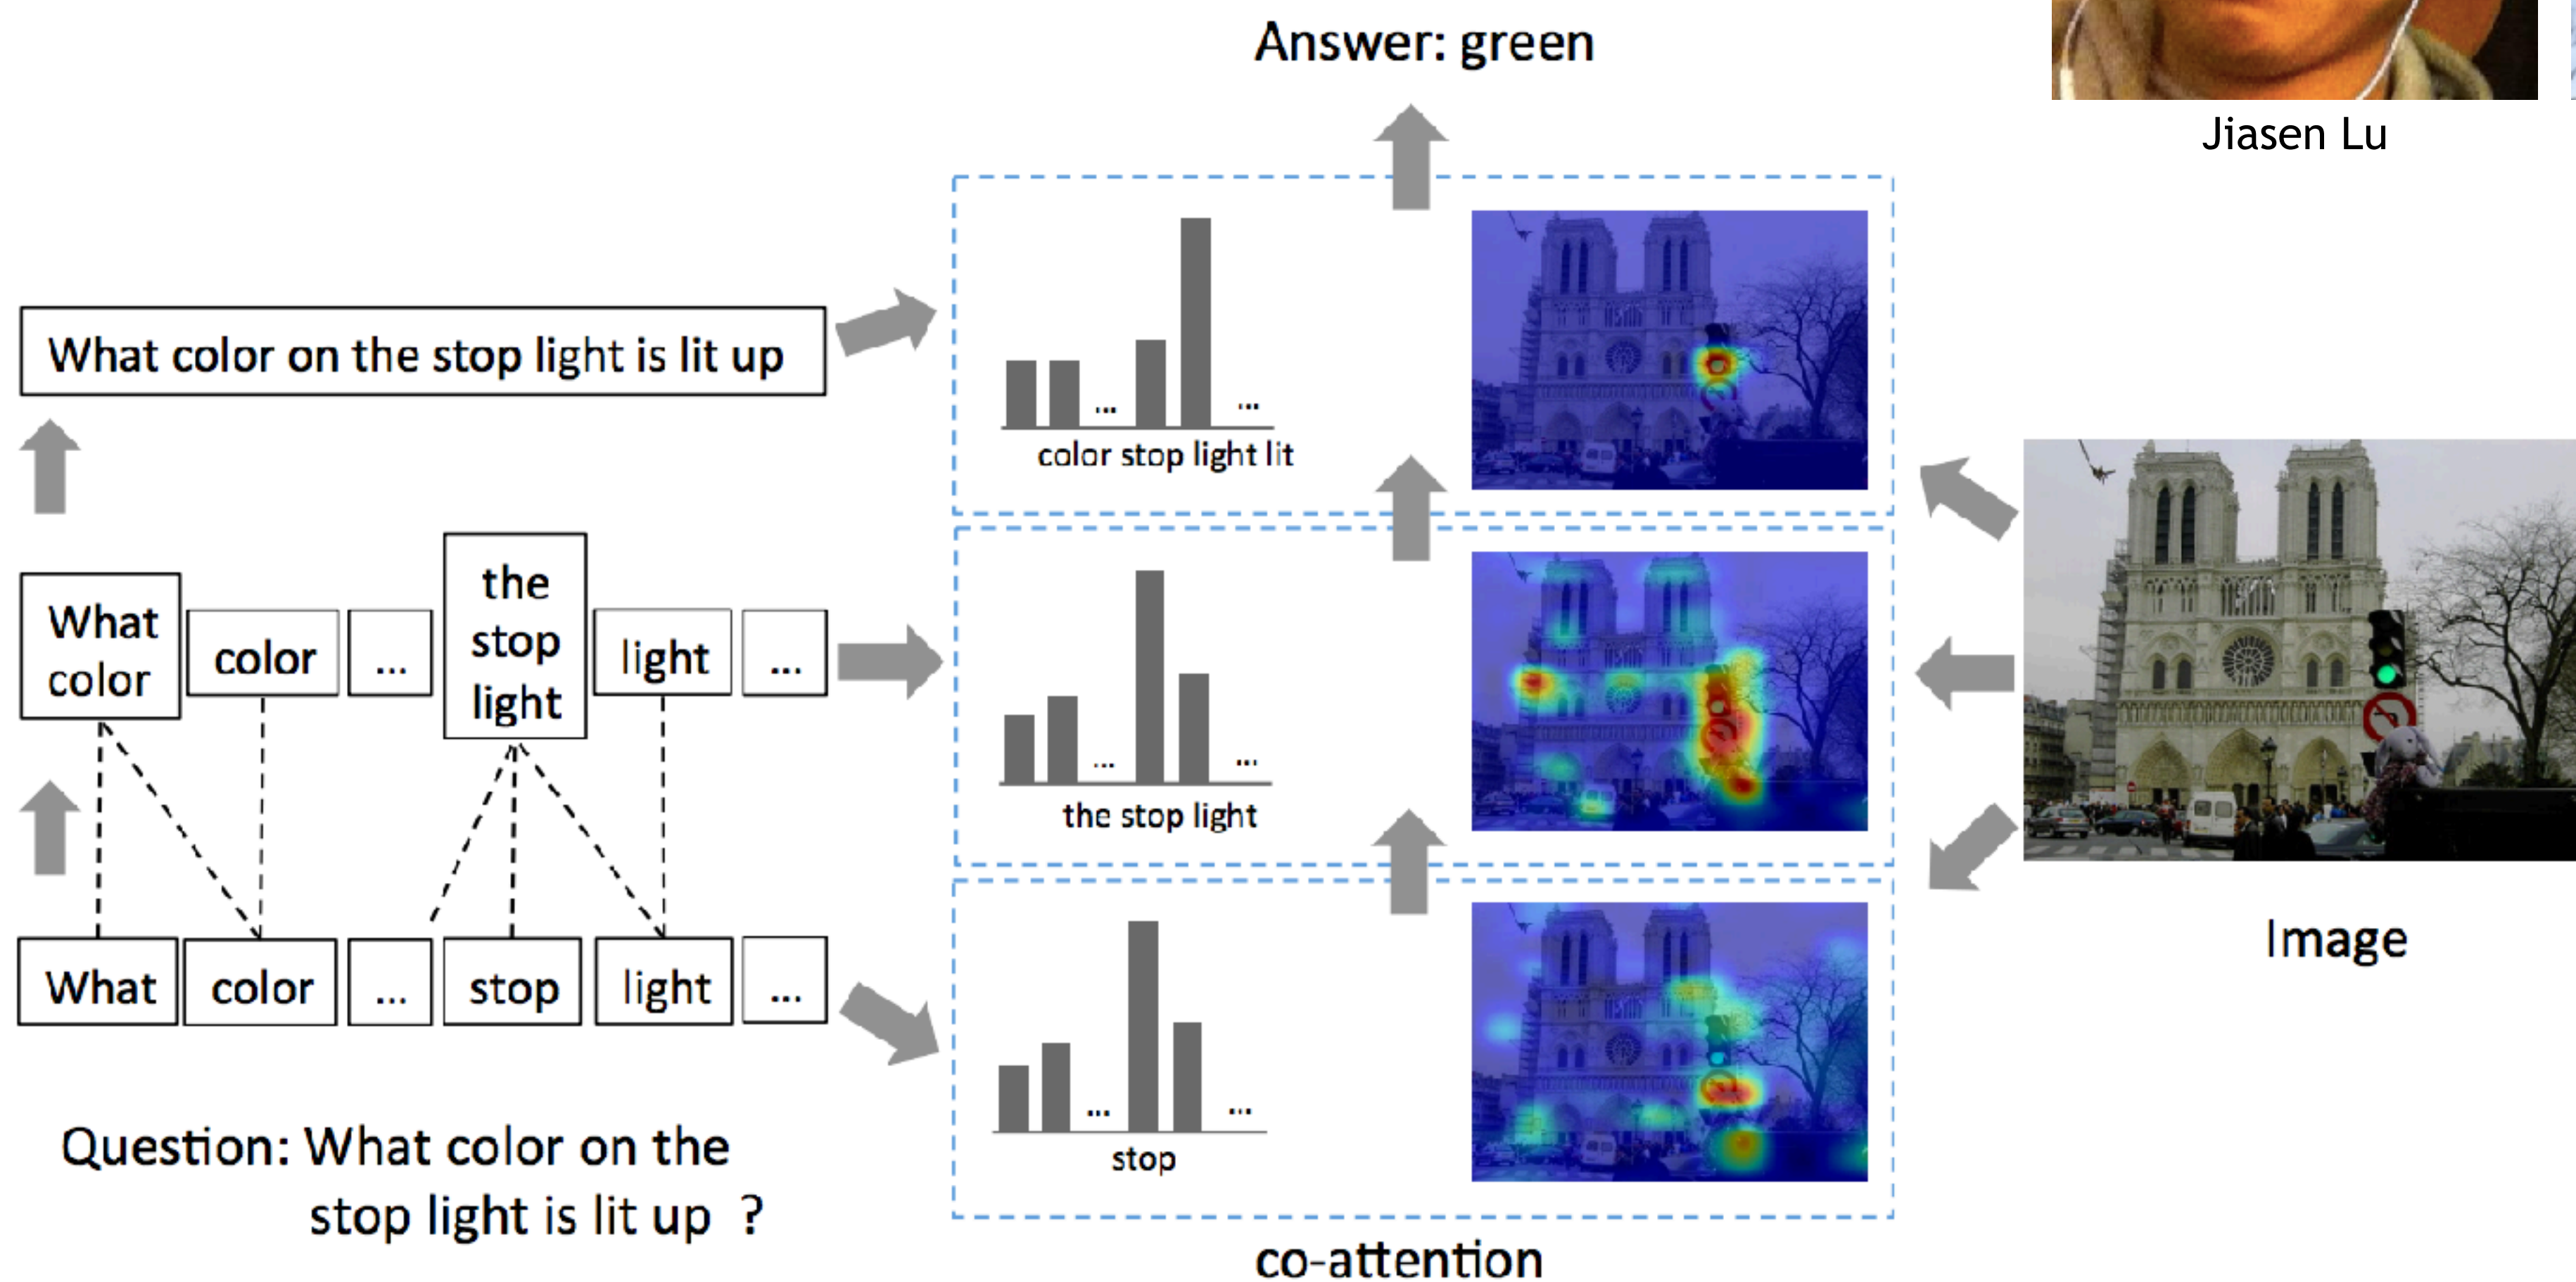 Answer: green
Jiasen Lu
What color on the stop light is lit up
color stop light lit
What
color
color
...
the
stop
light
light
...
... ...
the stop light
... ...
What
color
...
stop
light
...
... ...
stop
... ...
Image
Question: What color on the
stop light is lit up ?
co-attention